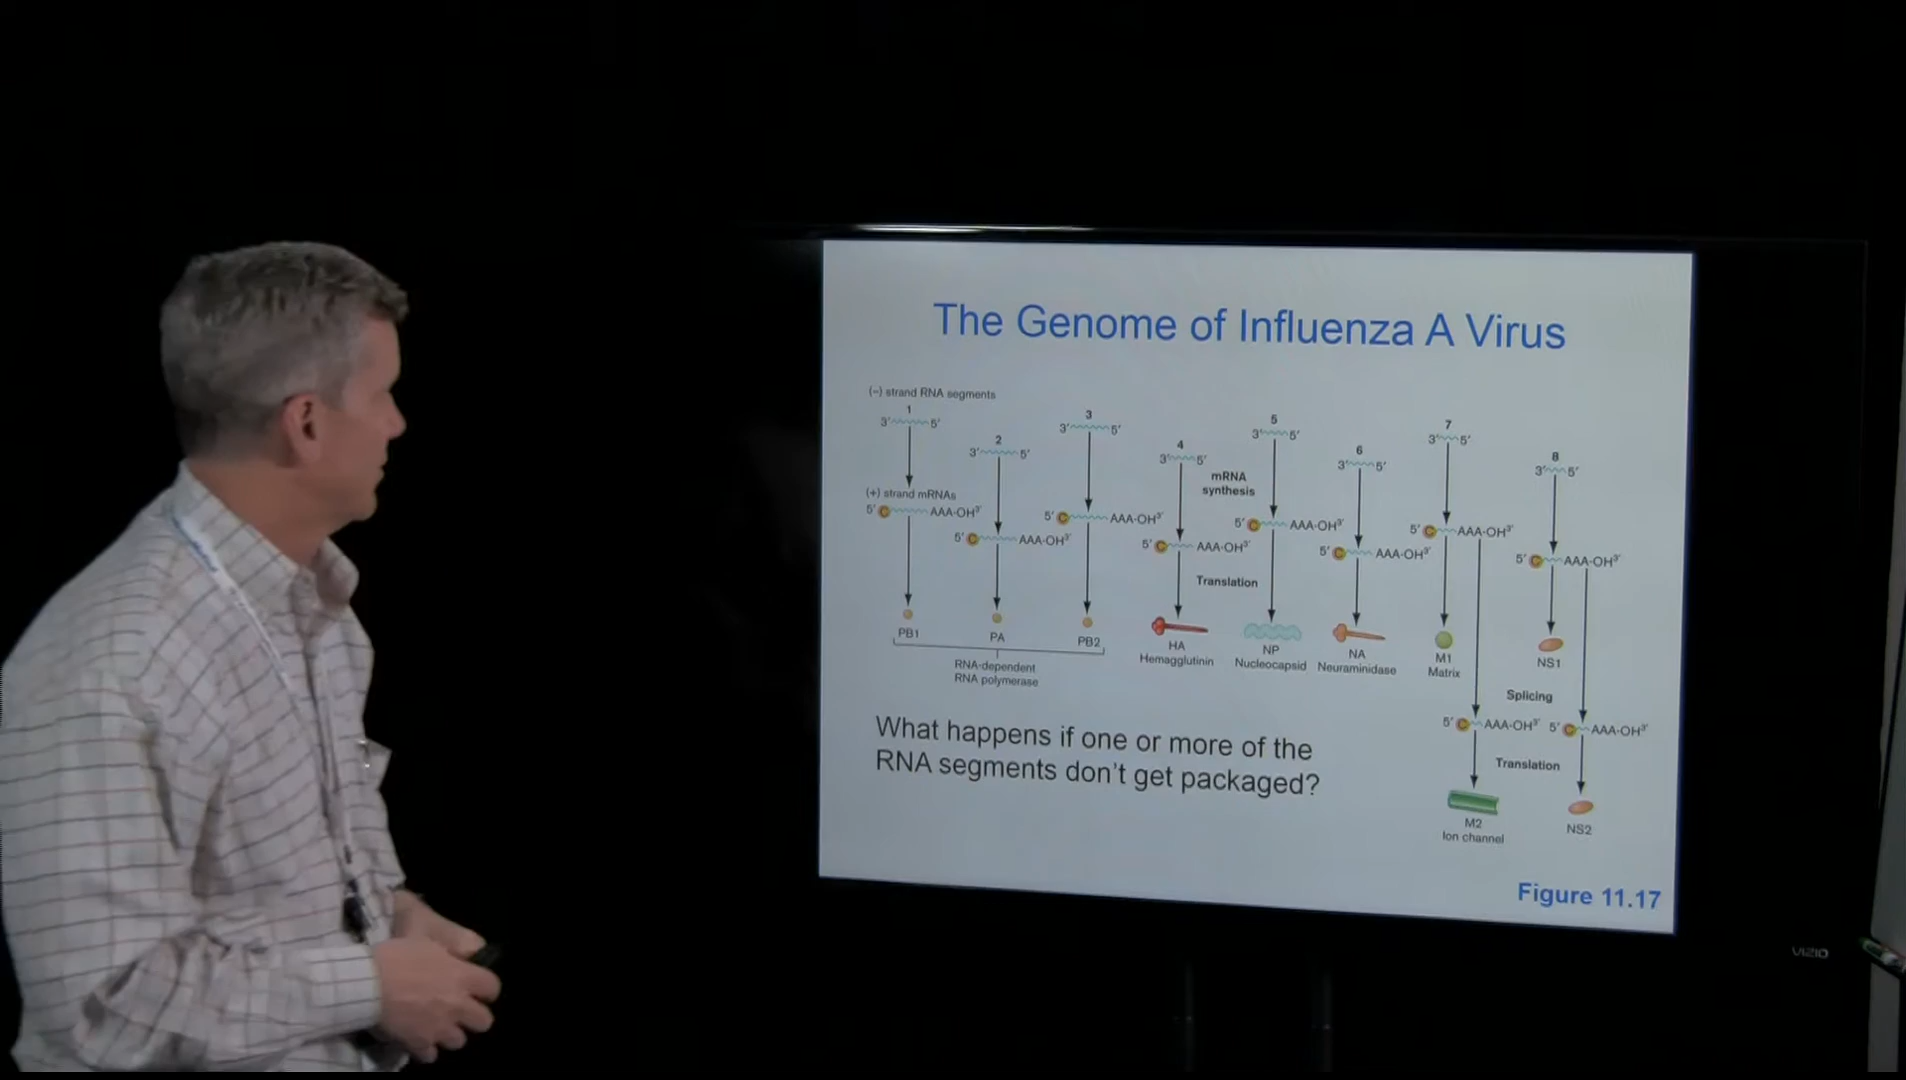 The Genome of Influenza A Virus
(–) strand RNA segments
1
3' 5'
2
3' 5'
3
3' 5'
4
3' 5'
5
3' 5'
6
3' 5'
7
3' 5'
8
3' 5'
mRNA
synthesis
(+) strand mRNAs
5' C AAA-OH3'
5' C AAA-OH3'
5' C AAA-OH3'
5' C AAA-OH3'
5' C AAA-OH3'
5' C AAA-OH3'
5' C AAA-OH3'
5' C AAA-OH3'
Translation
PB1
PA
PB2
RNA-dependent
RNA polymerase
HA
Hemagglutinin
NP
Nucleocapsid
NA
Neuraminidase
M1
Matrix
NS1
Splicing
5' C AAA-OH3'
5' C AAA-OH3'
Translation
M2
Ion channel
NS2
What happens if one or more of the
RNA segments don't get packaged?
Figure 11.17
VIZIO